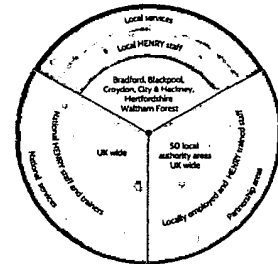 Local services
Local HENRY staff
Bradford, Blackpool,
Croydon, City & Hackney,
Hertfordshire
Waltham Forest
National services
National HENRY staff and trainers
UK wide
50 local
authority areas
UK wide
Locally employed and HENRY trained staff
Partnership areas